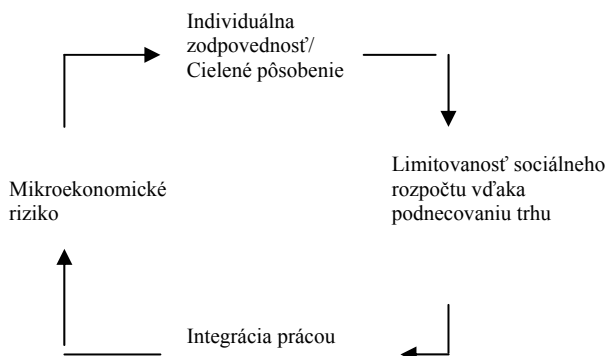 Individuálna
zodpovednosť/
Cielené pôsobenie
Mikroekonomické
riziko
Limitovanosť sociálneho
rozpočtu vďaka
podnecovaniu trhu
Integrácia prácou